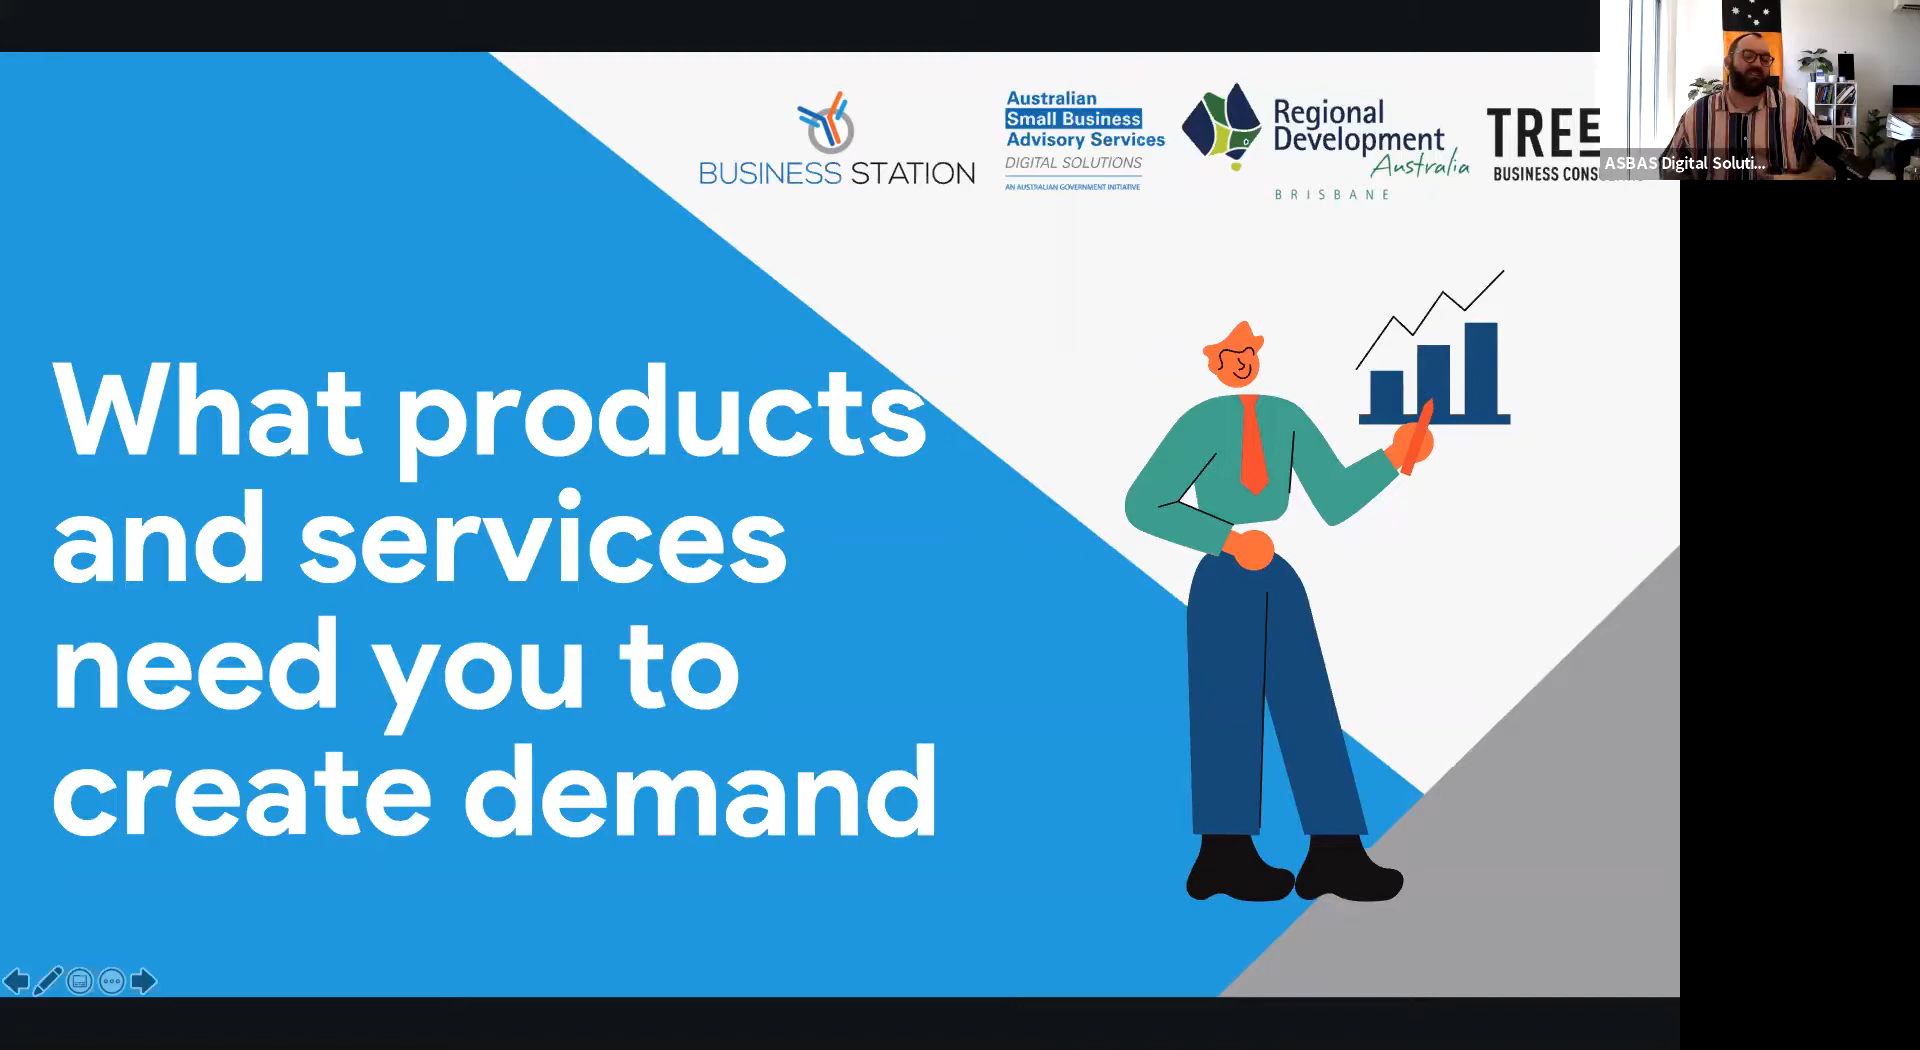 BUSINESS STATION
Australian
Small Business
Advisory Services
DIGITAL SOLUTIONS
AN AUSTRALIAN GOVERNMENT INITIATIVE
Regional
Development
Australia
BRISBANE
TREE
BUSINESS CONS
ASBAS Digital Soluti...
What products
and services
need you to
create demand